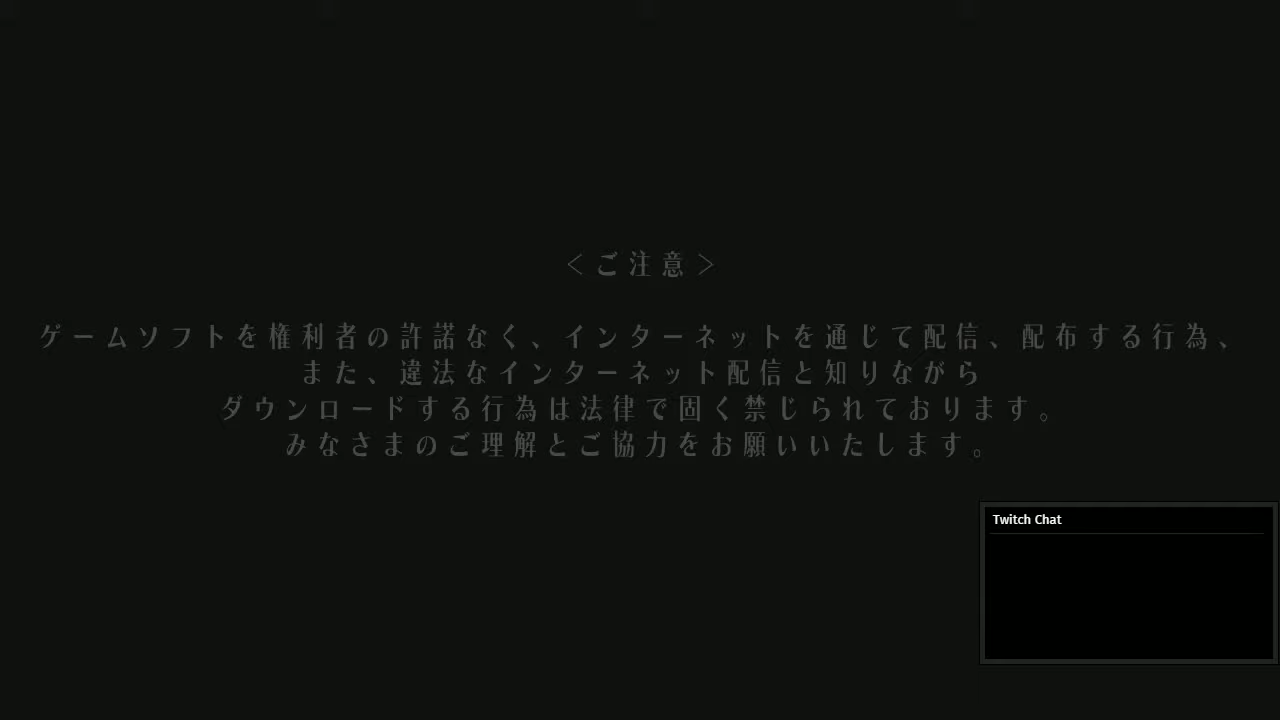 ＜ご注意＞
ゲームソフトを権利者の許諾なく、インターネットを通じて配信、配布する行為、
また、違法なインターネット配信と知りながら
ダウンロードする行為は法律で固く禁じられております。
みなさまのご理解とご協力をお願いいたします。
Twitch Chat